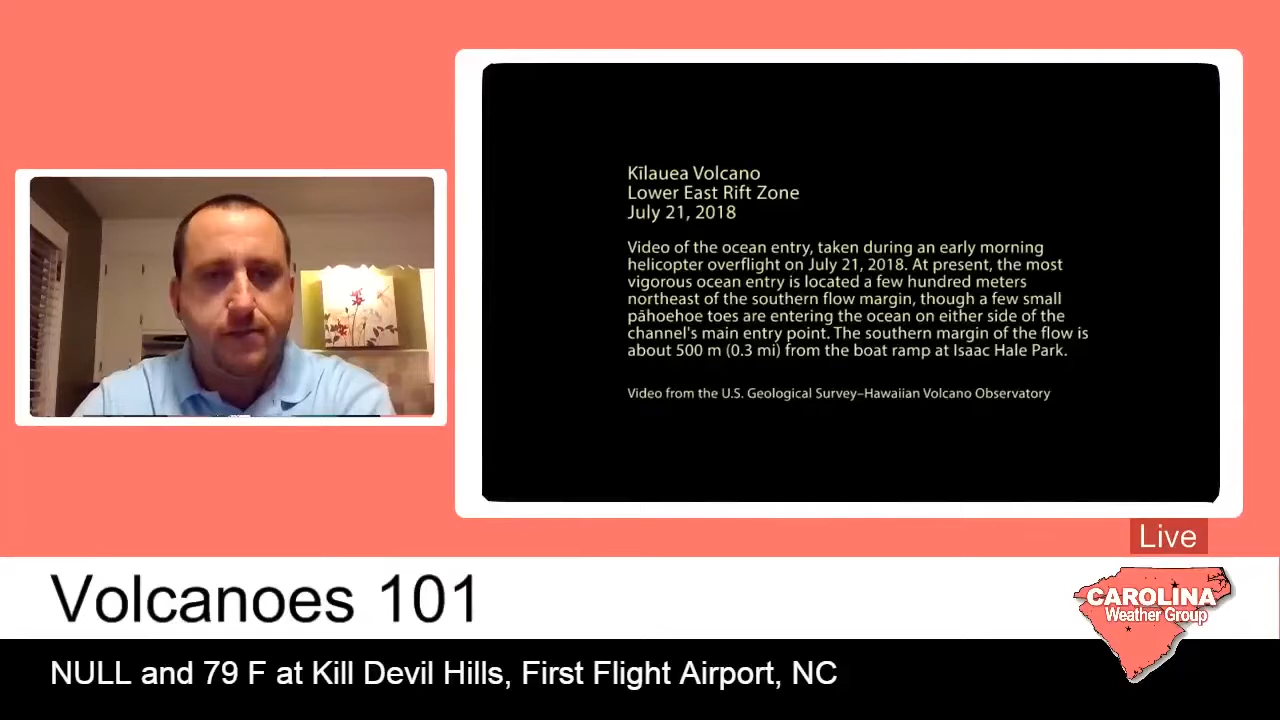 Kīlauea Volcano
Lower East Rift Zone
July 21, 2018
Video of the ocean entry, taken during an early morning
helicopter overflight on July 21, 2018. At present, the most
vigorous ocean entry is located a few hundred meters
northeast of the southern flow margin, though a few small
pāhoehoe toes are entering the ocean on either side of the
channel's main entry point. The southern margin of the flow is
about 500 m (0.3 mi) from the boat ramp at Isaac Hale Park.
Video from the U.S. Geological Survey–Hawaiian Volcano Observatory
Live
Volcanoes 101
CAROLINA
Weather Group
NULL and 79 F at Kill Devil Hills, First Flight Airport, NC